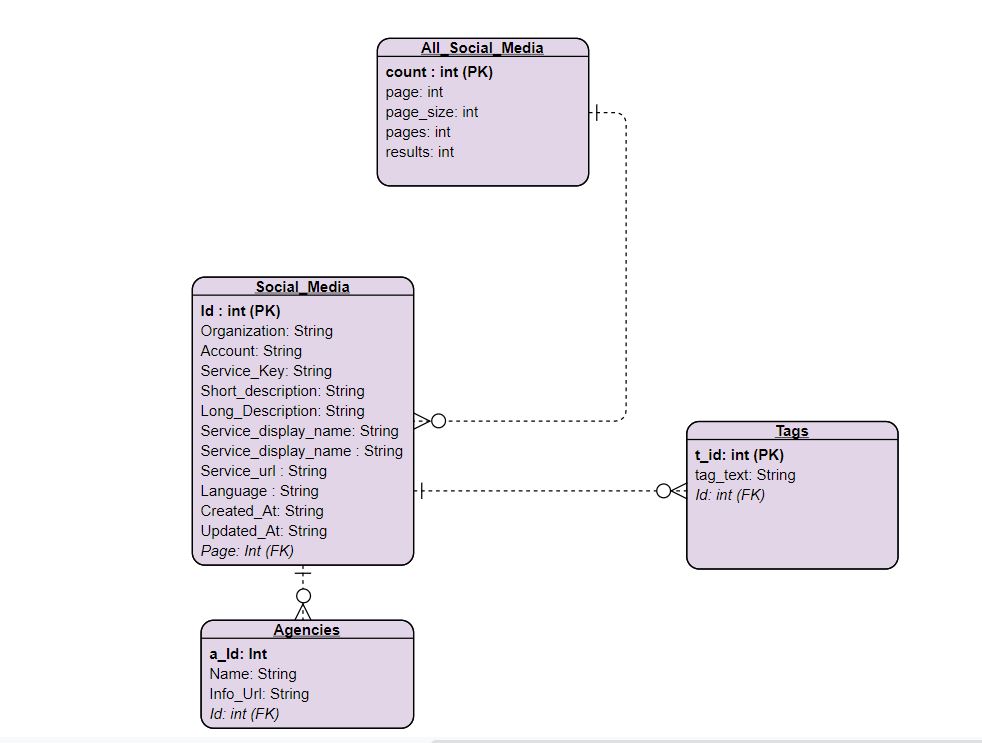 All_Social_Media
count : int (PK)
page: int
page_size: int
pages: int
results: int
Social_Media
Id : int (PK)
Organization: String
Account: String
Service_Key: String
Short_description: String
Long_Description: String
Service_display_name: String
Service_display_name : String
Service_url : String
Language : String
Created_At: String
Updated_At: String
Page: Int (FK)
Tags
t_id: int (PK)
tag_text: String
Id: int (FK)
Agencies
a_Id: Int
Name: String
Info_Url: String
Id: int (FK)